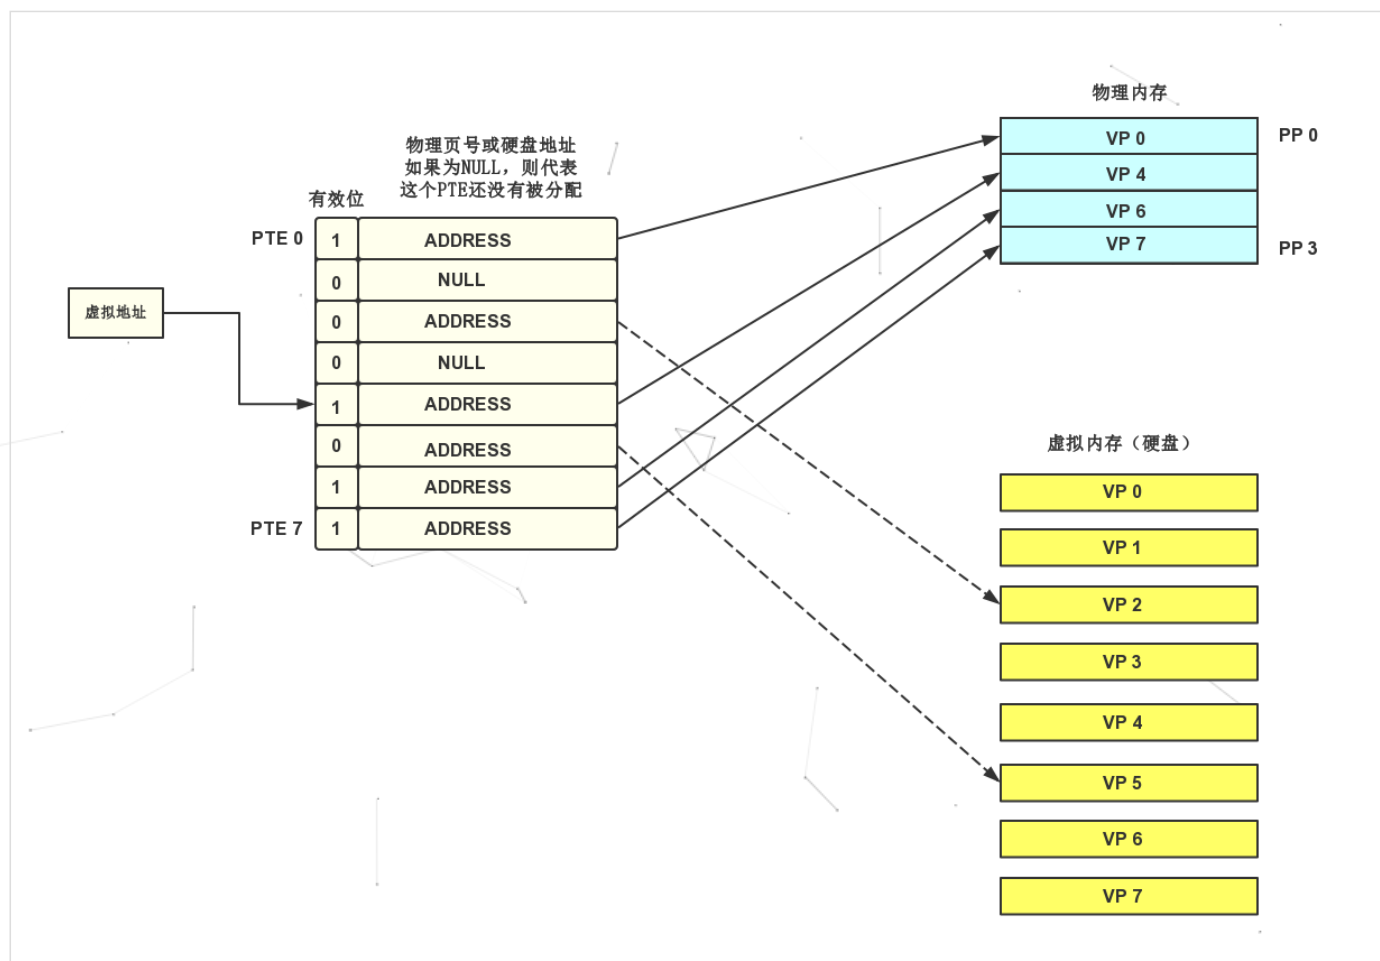 物理内存
VP 0
PP 0
VP 4
VP 6
VP 7
PP 3
物理页号或硬盘地址
如果为NULL，则代表
这个PTE还没有被分配
有效位
PTE 0
1
ADDRESS
0
NULL
0
ADDRESS
0
NULL
1
ADDRESS
0
ADDRESS
1
ADDRESS
PTE 7
1
ADDRESS
虚拟地址
虚拟内存（硬盘）
VP 0
VP 1
VP 2
VP 3
VP 4
VP 5
VP 6
VP 7